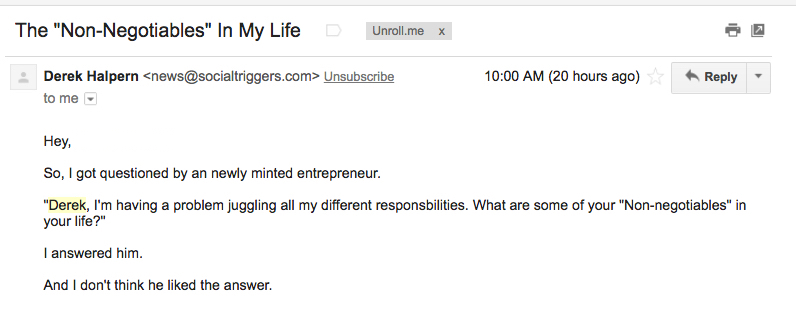 The "Non-Negotiables" In My Life
Unroll.me x
Derek Halpern <news@socialtriggers.com> Unsubscribe
10:00 AM (20 hours ago)
Reply
to me
Hey,
So, I got questioned by an newly minted entrepreneur.
"Derek, I'm having a problem juggling all my different responsbilities. What are some of your "Non-negotiables" in
your life?"
I answered him.
And I don't think he liked the answer.